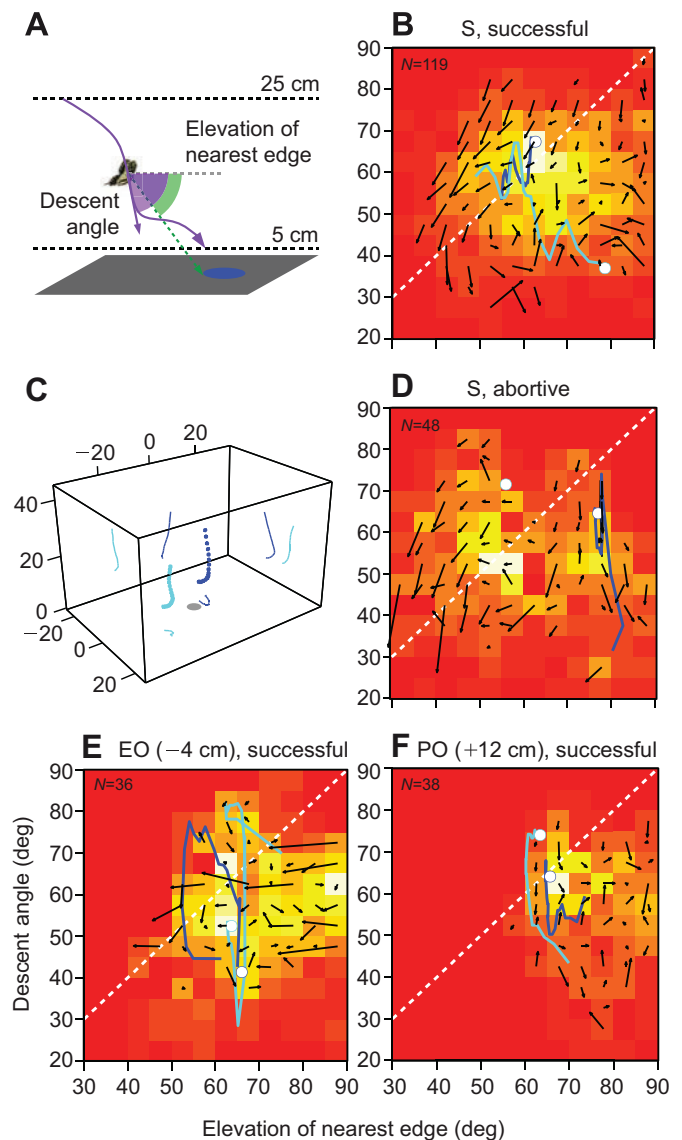 A
25 cm
Elevation of
nearest edge
Descent
angle
5 cm
B
S, successful
N=119
90
80
70
60
50
40
30
20
C
−20
0
20
40
20
0
−20
0
20
D
S, abortive
N=48
90
80
70
60
50
40
30
20
E
EO (−4 cm), successful
N=36
90
80
70
60
50
40
30
20
30 40 50 60 70 80 90
F
PO (+12 cm), successful
N=38
90
80
70
60
50
40
30
20
30 40 50 60 70 80 90
Descent angle (deg)
Elevation of nearest edge (deg)